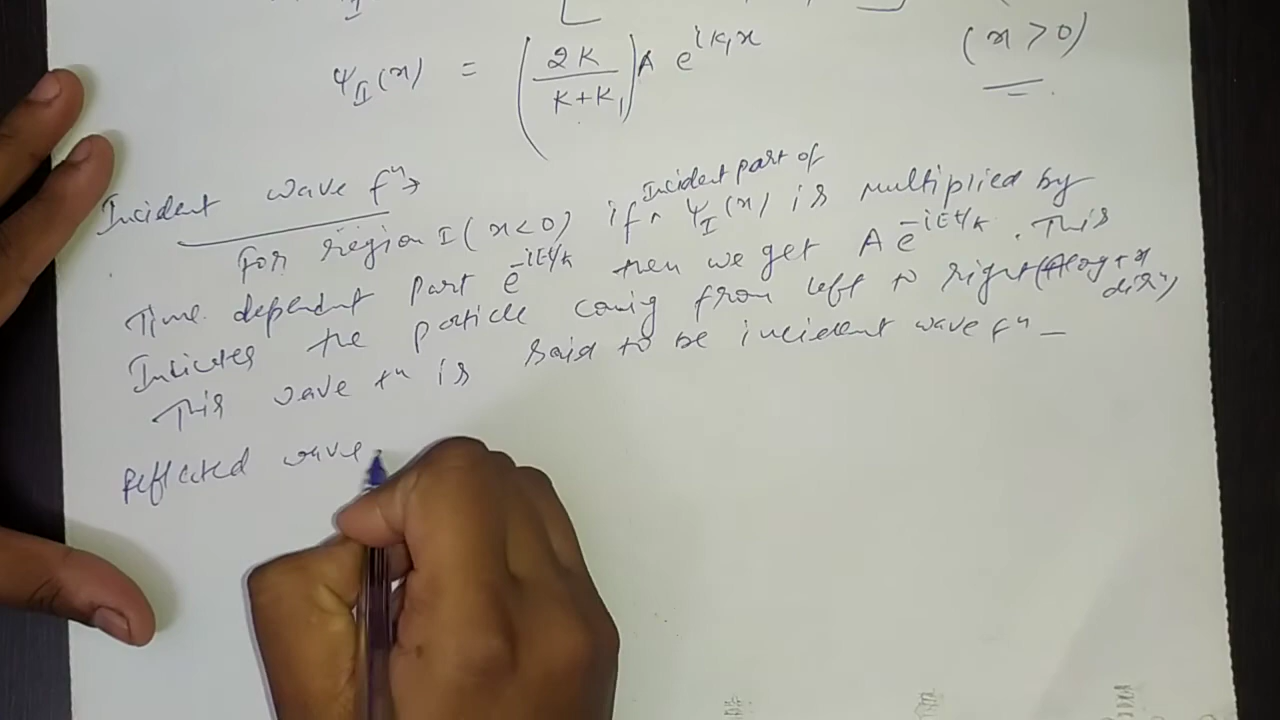 ψ_I(x) = (2K / K+K₁) A e^{iK₁x} (x > 0)
Incident wave fⁿ→
Incident part of
For region I (x<0) if ^ ψ_I(x) is multiplied by
Time dependent part e^{-iEt/ħ} then we get A e^{-iEt/ħ}. This
Indicates the particle comig from left to right (Along +x dirⁿ)
This wave fⁿ is said to be incident wave fⁿ —
Reflected wave